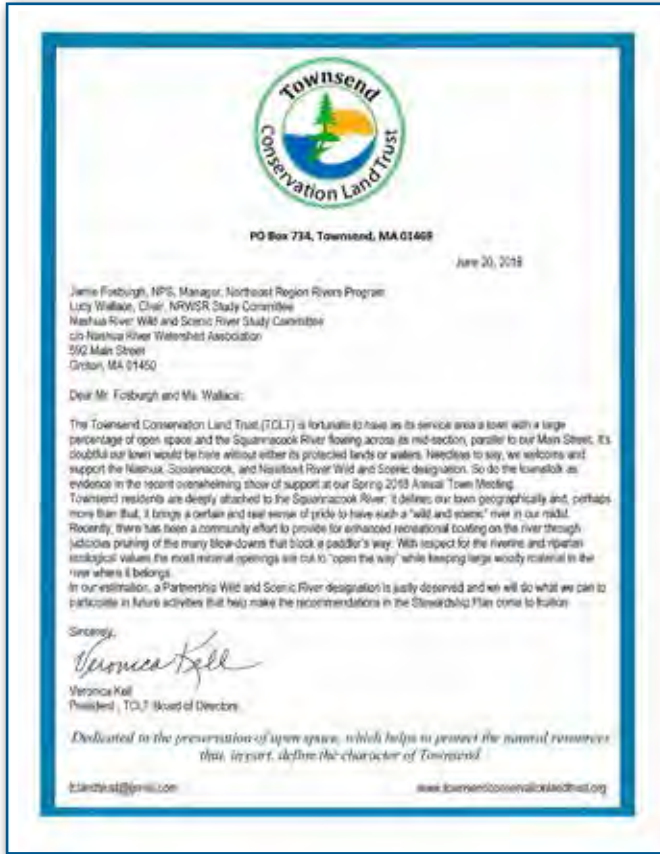 Townsend
Conservation Land Trust
PO Box 734, Townsend, MA 01469
June 20, 2018
Jamie Fosburgh, NPS, Manager, Northeast Region Rivers Program
Lucy Wallace, Chair, NRWSR Study Committee
Nashua River Wild and Scenic River Study Committee
c/o Nashua River Watershed Association
592 Main Street
Groton, MA 01450
Dear Mr. Fosburgh and Ms. Wallace:
The Townsend Conservation Land Trust (TCLT) is fortunate to have as its service area a town with a large
percentage of open space and the Squannacook River flowing across its mid-section, parallel to our Main Street. It's
doubtful our town would be here without either its protected lands or waters. Needless to say, we welcome and
support the Nashua, Squannacook, and Nissitissit River Wild and Scenic designation. So do the townsfolk as
evidence in the recent overwhelming show of support at our Spring 2018 Annual Town Meeting.
Townsend residents are deeply attached to the Squannacook River; it defines our town geographically and, perhaps
more than that, it brings a certain and real sense of pride to have such a "wild and scenic" river in our midst.
Recently, there has been a community effort to provide for enhanced recreational boating on the river through
judicious pruning of the many blow-downs that block a paddler's way. With respect for the riverine and riparian
ecological values the most minimal openings are cut to "open the way" while keeping large woody material in the
river where it belongs.
In our estimation, a Partnership Wild and Scenic River designation is justly deserved and we will do what we can to
participate in future activities that help make the recommendations in the Stewardship Plan come to fruition.
Sincerely,
Veronica Kell
Veronica Kell
President, TCLT Board of Directors
Dedicated to the preservation of open space, which helps to protect the natural resources
that, in part, define the character of Townsend
www.townsendconservationlandtrust.org